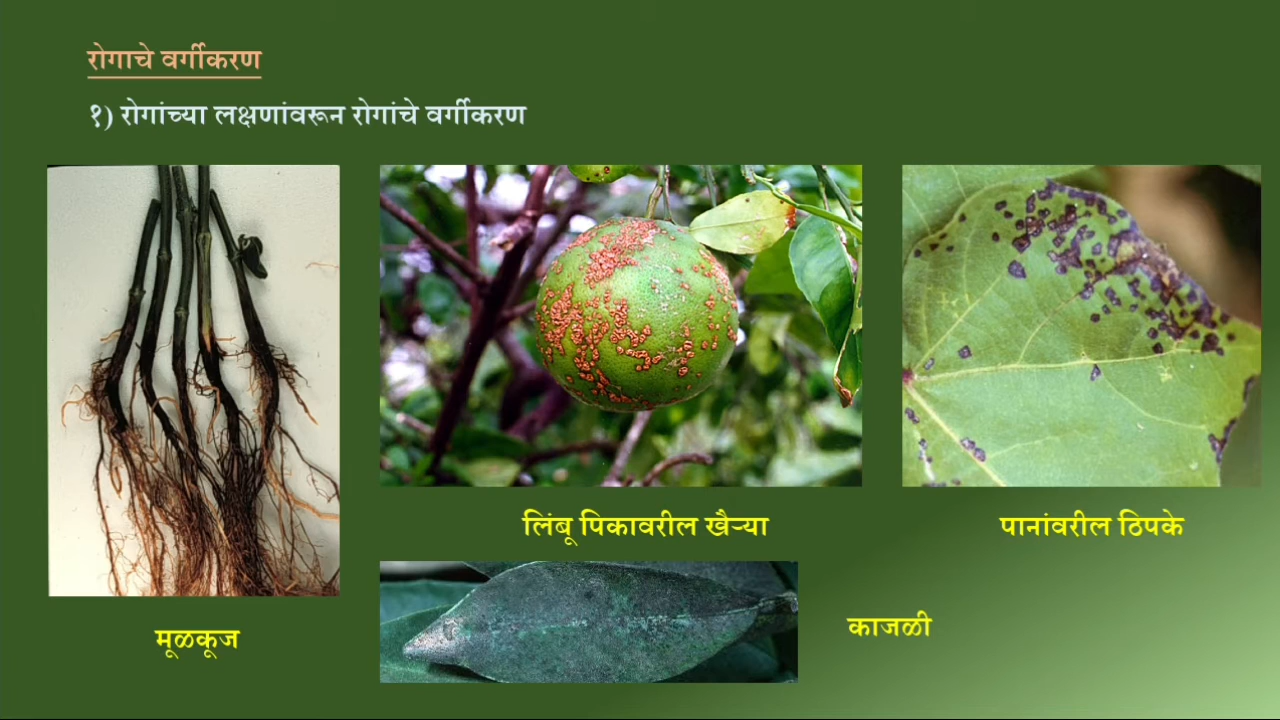 रोगाचे वर्गीकरण
१) रोगांच्या लक्षणांवरून रोगांचे वर्गीकरण
लिंबू पिकावरील खैऱ्या
पानांवरील ठिपके
मूळकूज
काजळी